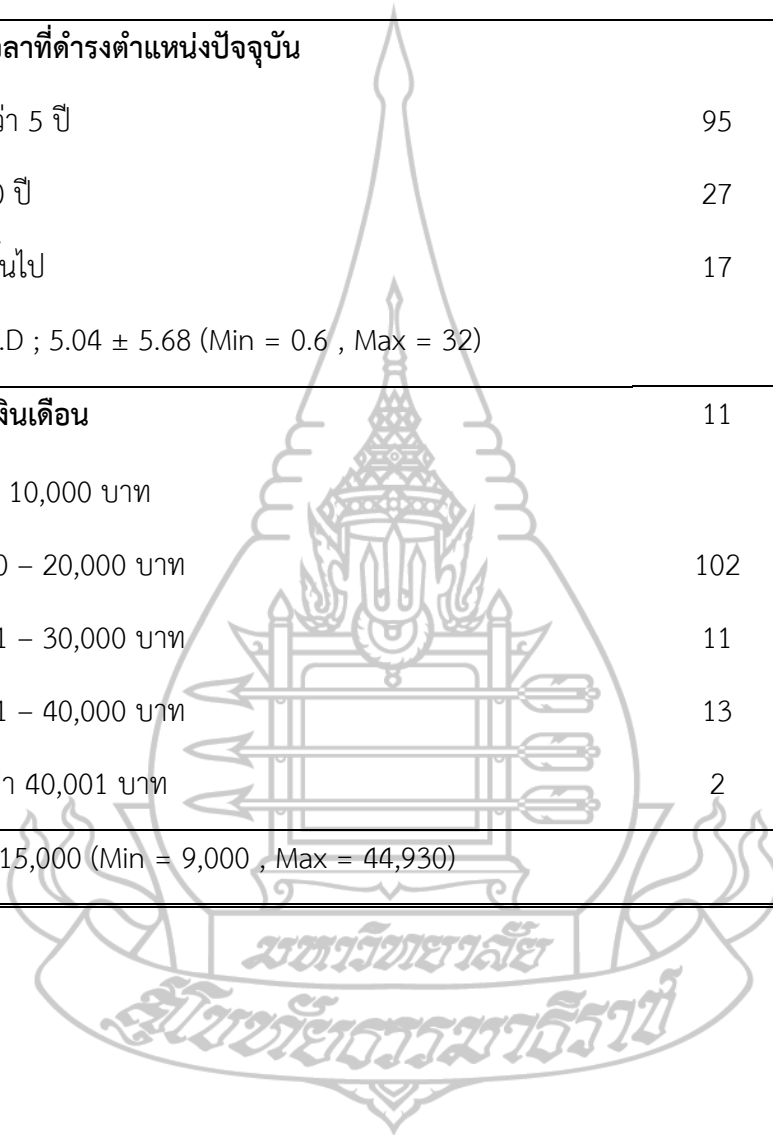 ลาที่ดำรงตำแหน่งปัจจุบัน
ว่า 5 ปี 95
0 ปี 27
ึ้นไป 17
.D ; 5.04 ± 5.68 (Min = 0.6 , Max = 32)
งินเดือน 11
10,000 บาท
0 – 20,000 บาท 102
1 – 30,000 บาท 11
1 – 40,000 บาท 13
า 40,001 บาท 2
15,000 (Min = 9,000 , Max = 44,930)
มหาวิทยาลัย
สุโขทัยธรรมาธิราช